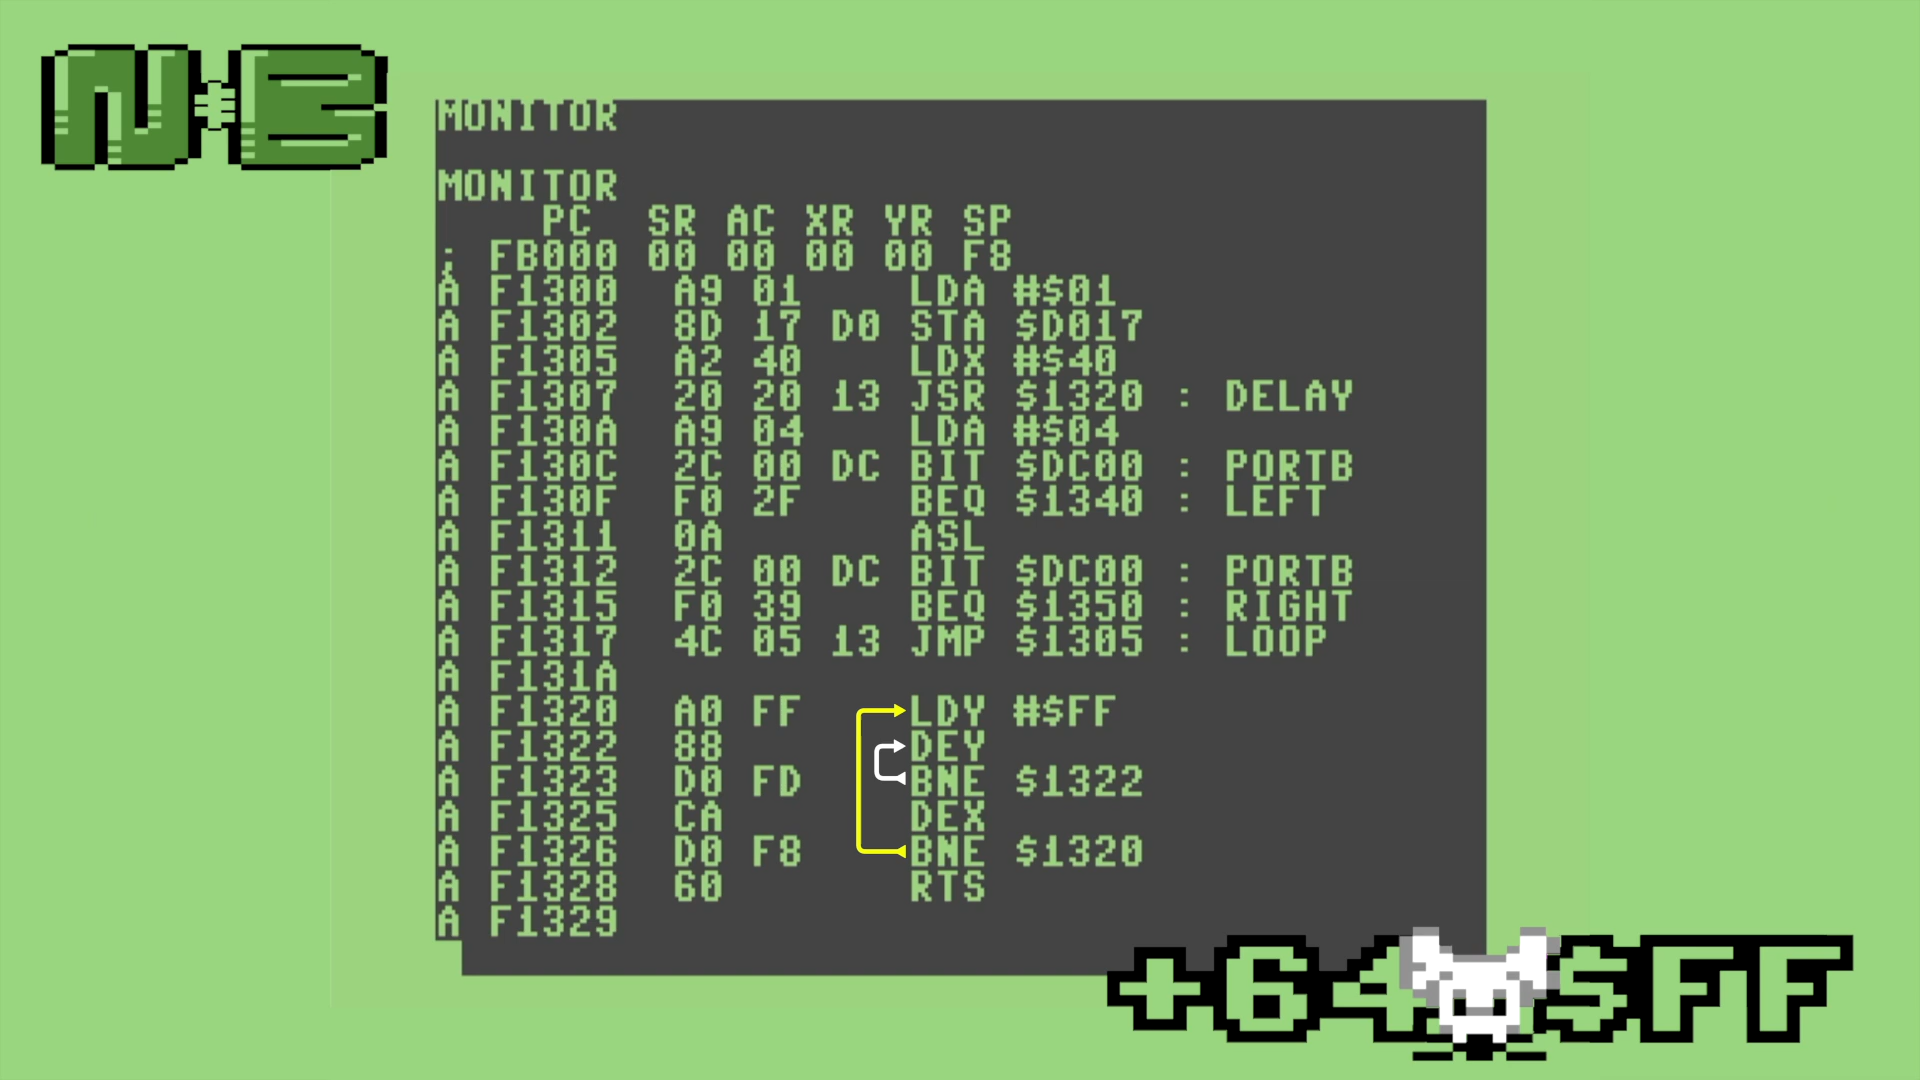 N:B
MONITOR
MONITOR
PC SR AC XR YR SP
; FB000 00 00 00 00 F8
A F1300 A9 01 LDA #$01
A F1302 8D 17 D0 STA $D017
A F1305 A2 40 LDX #$40
A F1307 20 20 13 JSR $1320 : DELAY
A F130A A9 04 LDA #$04
A F130C 2C 00 DC BIT $DC00 : PORTB
A F130F F0 2F BEQ $1340 : LEFT
A F1311 0A ASL
A F1312 2C 00 DC BIT $DC00 : PORTB
A F1315 F0 39 BEQ $1350 : RIGHT
A F1317 4C 05 13 JMP $1305 : LOOP
A F131A
A F1320 A0 FF LDY #$FF
A F1322 88 DEY
A F1323 D0 FD BNE $1322
A F1325 CA DEX
A F1326 D0 F8 BNE $1320
A F1328 60 RTS
A F1329
+64 $FF